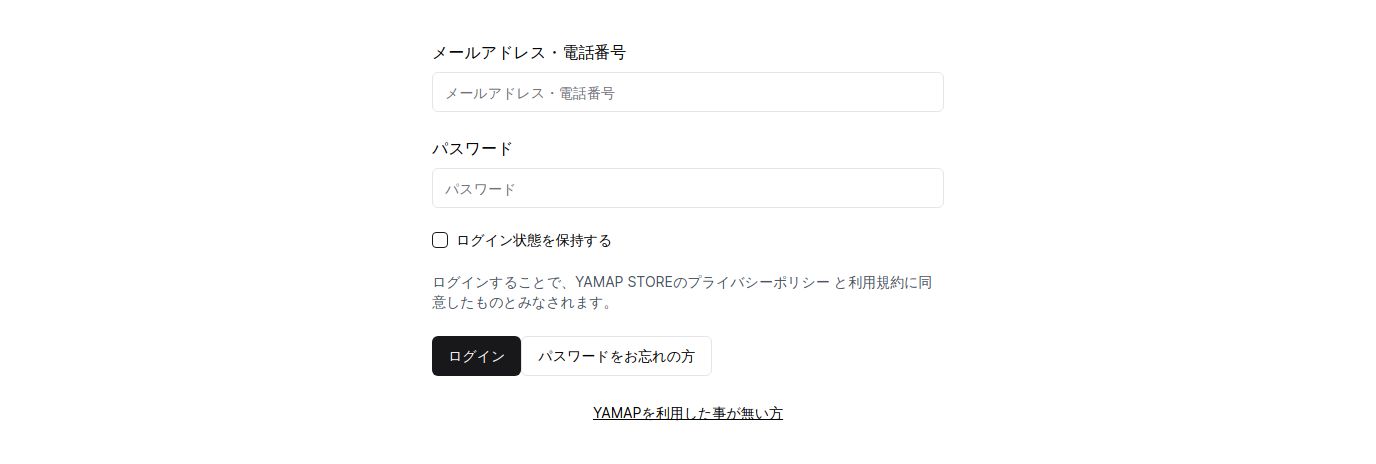 メールアドレス・電話番号
メールアドレス・電話番号
パスワード
パスワード
ログイン状態を保持する
ログインすることで、YAMAP STOREのプライバシーポリシー と利用規約に同
意したものとみなされます。
ログイン パスワードをお忘れの方
YAMAPを利用した事が無い方